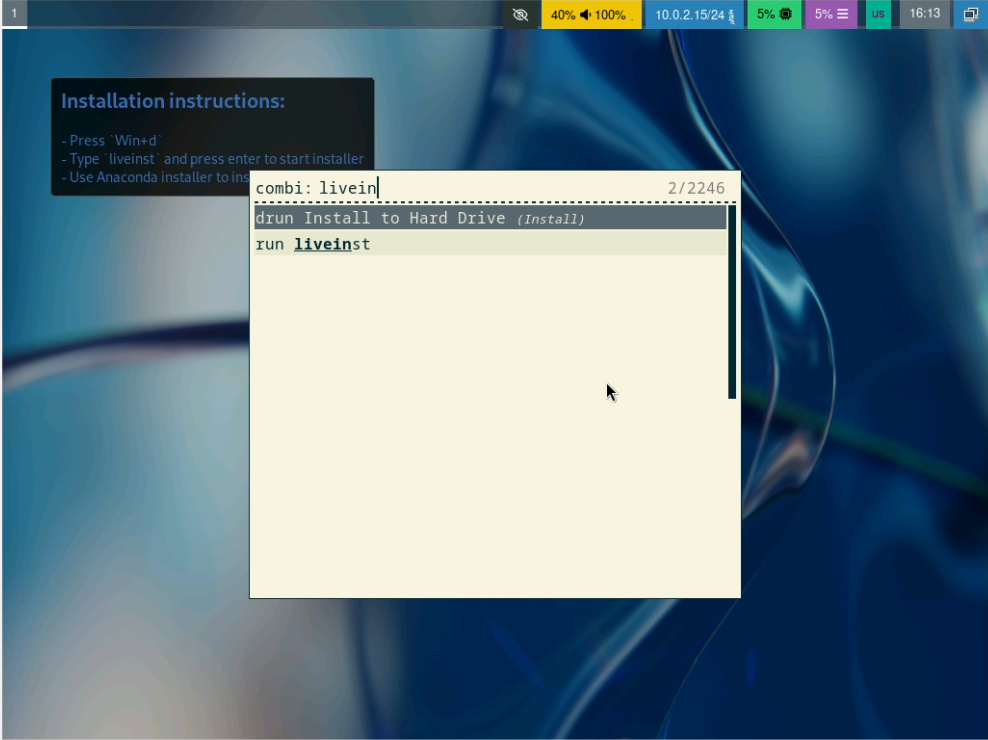 1
40% 100%
10.0.2.15/24
5%
5%
us
16:13
Installation instructions:
- Press `Win+d`
- Type `liveinst` and press enter to start installer
- Use Anaconda installer to ins
combi: livein 2/2246
drun Install to Hard Drive (Install)
run liveinst